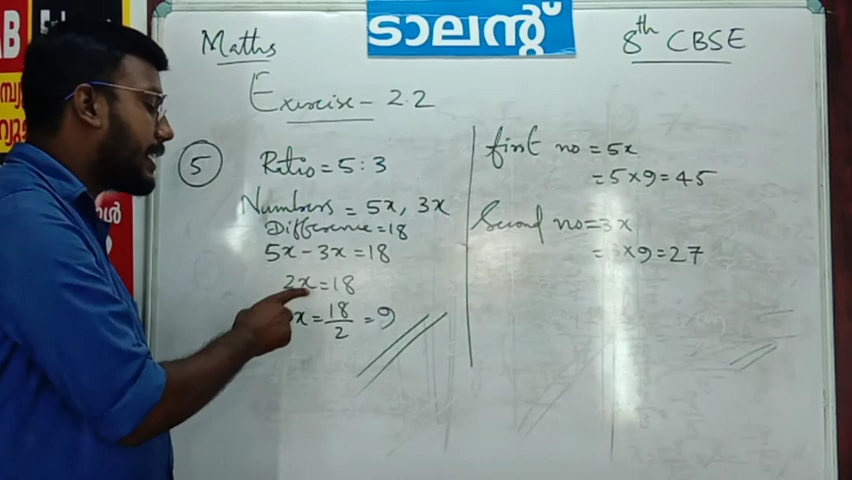 Maths
ടാലന്റ്
8th CBSE
Exercise - 2.2
5
Ratio = 5 : 3
Numbers = 5x, 3x
Difference = 18
5x - 3x = 18
2x = 18
x = 18/2 = 9
first no = 5x
= 5 × 9 = 45
Second no = 3x
= 3 × 9 = 27